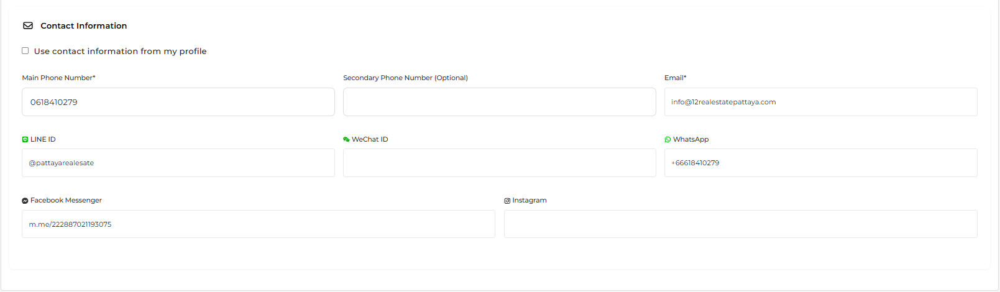 Contact Information
Use contact information from my profile
Main Phone Number*
Secondary Phone Number (Optional)
Email*
0618410279
info@12realestatepattaya.com
LINE ID
WeChat ID
WhatsApp
@pattayarealesate
+66618410279
Facebook Messenger
Instagram
m.me/222887021193075